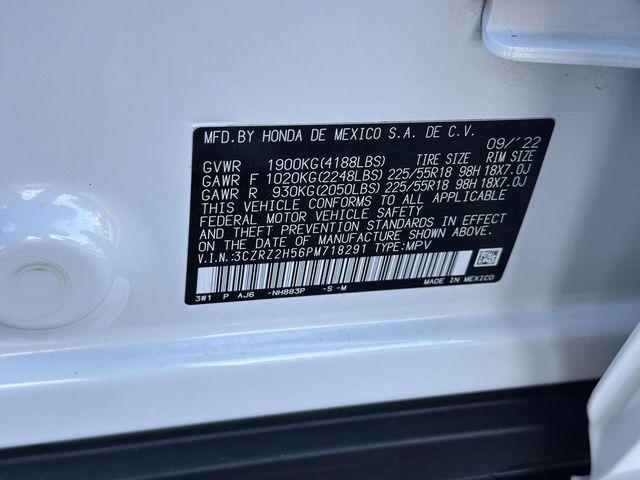 MFD. BY HONDA DE MEXICO S.A. DE C.V.
09/'22
GVWR 1900KG(4188LBS) TIRE SIZE RIM SIZE
GAWR F 1020KG(2248LBS) 225/55R18 98H 18X7.0J
GAWR R 930KG(2050LBS) 225/55R18 98H 18X7.0J
THIS VEHICLE CONFORMS TO ALL APPLICABLE
FEDERAL MOTOR VEHICLE SAFETY
AND THEFT PREVENTION STANDARDS IN EFFECT
ON THE DATE OF MANUFACTURE SHOWN ABOVE.
V.I.N.:3CZRZ2H56PM718291 TYPE:MPV
3W1 P AJ6 -NH883P -S -M MADE IN MEXICO